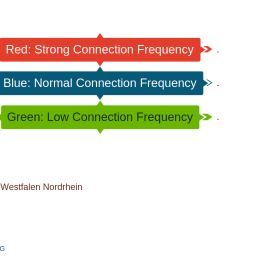 Red: Strong Connection Frequency
Blue: Normal Connection Frequency
Green: Low Connection Frequency
Westfalen Nordrhein
G